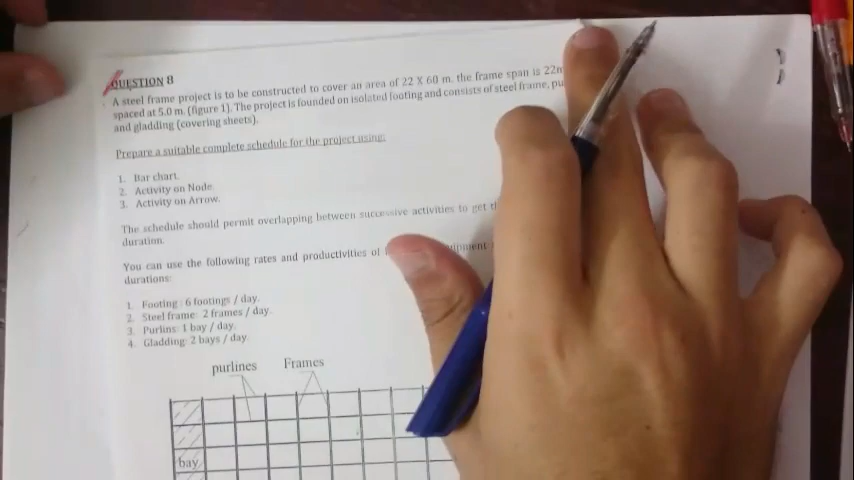 QUESTION 8
A steel frame project is to be constructed to cover an area of 22 X 60 m. the frame span is 22m
spaced at 5.0 m. (figure 1). The project is founded on isolated footing and consists of steel frame, pu
and gladding (covering sheets).
Prepare a suitable complete schedule for the project using:
1. Bar chart.
2. Activity on Node
3. Activity on Arrow.
The schedule should permit overlapping between successive activities to get
duration.
You can use the following rates and productivities of
durations:
1. Footing: 6 footings / day.
2. Steel frame: 2 frames / day.
3. Purlins: 1 bay / day.
4. Gladding: 2 bays / day
purlines Frames
bay